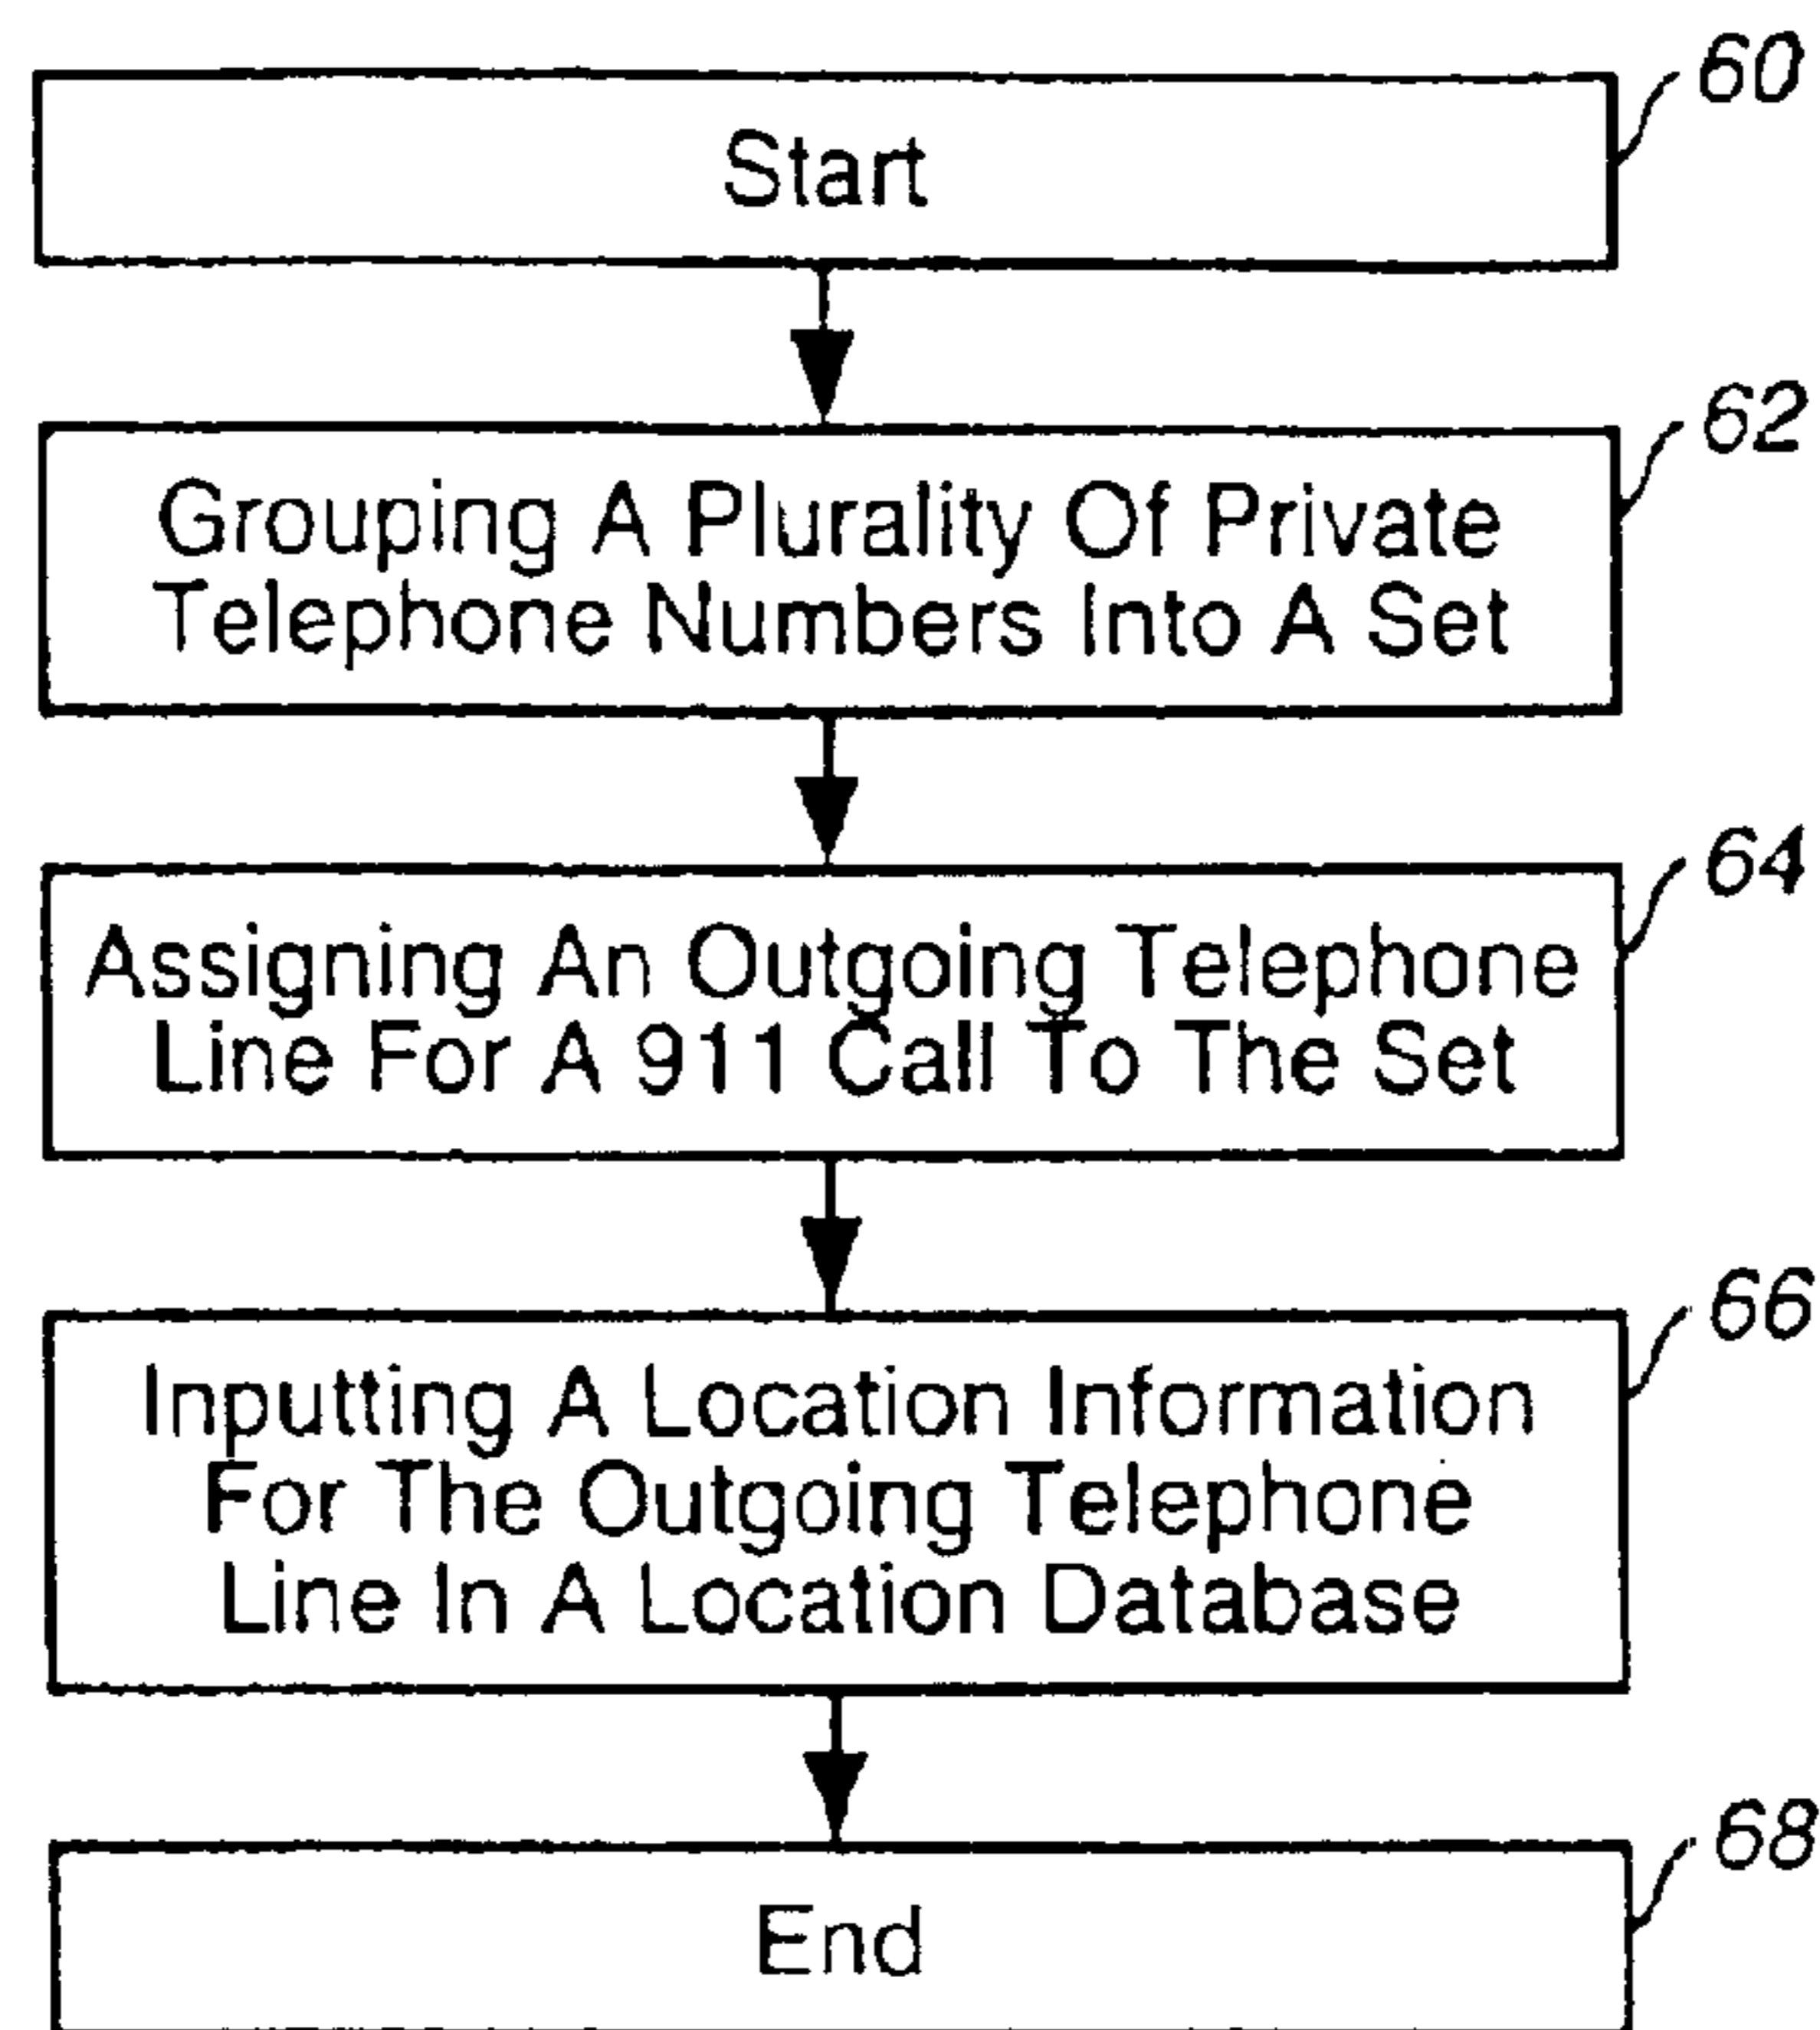 60
Start
62
Grouping A Plurality Of Private
Telephone Numbers Into A Set
64
Assigning An Outgoing Telephone
Line For A 911 Call To The Set
66
Inputting A Location Information
For The Outgoing Telephone
Line In A Location Database
68
End